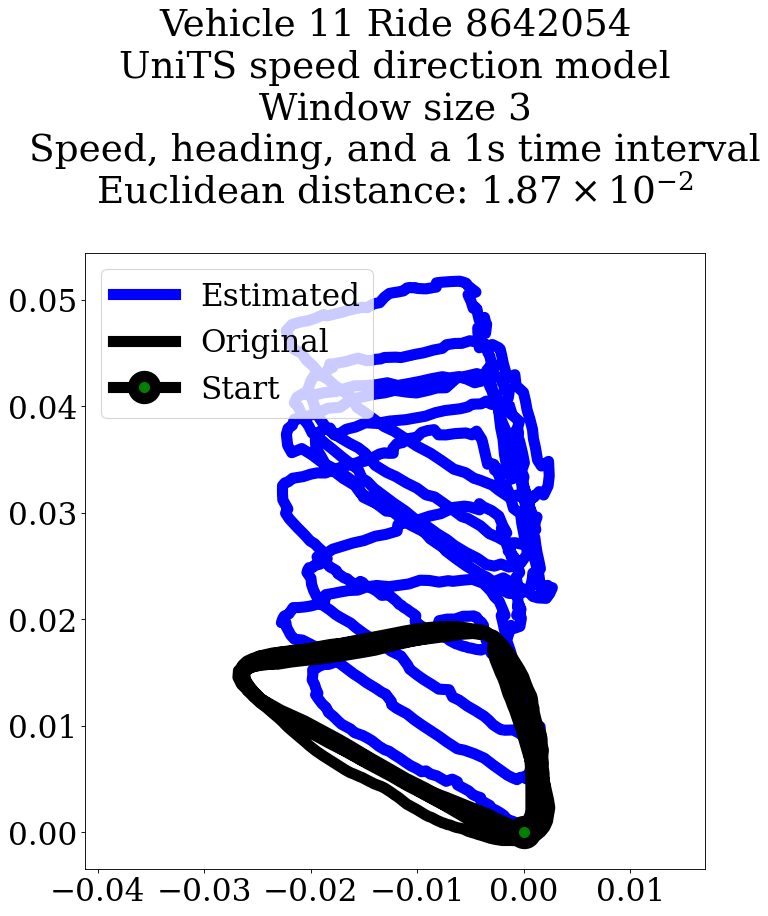 Vehicle 11 Ride 8642054
UniTS speed direction model
Window size 3
Speed, heading, and a 1s time interval
Euclidean distance: 1.87 × 10⁻²
Estimated
Original
Start
0.05
0.04
0.03
0.02
0.01
0.00
−0.04 −0.03 −0.02 −0.01 0.00 0.01